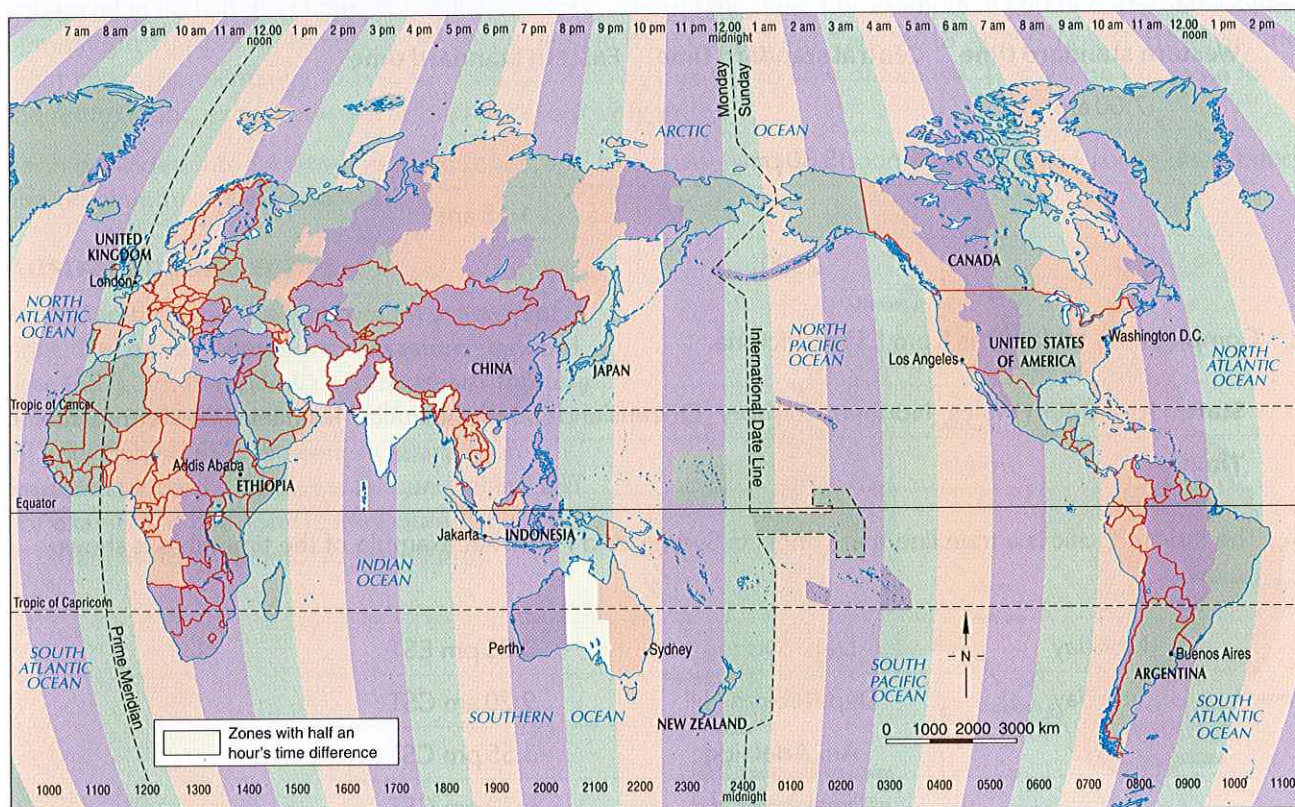 7 am 8 am 9 am 10 am 11 am 12.00 1 pm 2 pm 3 pm 4 pm 5 pm 6 pm 7 pm 8 pm 9 pm 10 pm 11 pm 12.00 1 am 2 am 3 am 4 am 5 am 6 am 7 am 8 am 9 am 10 am 11 am 12.00 1 pm 2 pm
noon
midnight
noon
Monday
Sunday
ARCTIC OCEAN
UNITED
KINGDOM
London
NORTH
ATLANTIC
OCEAN
CANADA
International Date Line
NORTH
PACIFIC
OCEAN
CHINA
JAPAN
Los Angeles
UNITED STATES
OF AMERICA
Washington D.C.
NORTH
ATLANTIC
OCEAN
Tropic of Cancer
Addis Ababa
ETHIOPIA
Equator
Jakarta
INDONESIA
INDIAN
OCEAN
Tropic of Capricorn
Prime Meridian
SOUTH
ATLANTIC
OCEAN
Perth
Sydney
N
SOUTH
PACIFIC
OCEAN
Buenos Aires
ARGENTINA
SOUTH
ATLANTIC
OCEAN
SOUTHERN OCEAN
NEW ZEALAND
0 1000 2000 3000 km
Zones with half an
hour's time difference
1000 1100 1200 1300 1400 1500 1600 1700 1800 1900 2000 2100 2200 2300 2400 0100 0200 0300 0400 0500 0600 0700 0800 0900 1000
midnight